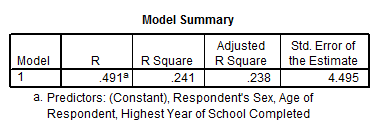 Model Summary
Adjusted Std. Error of
Model R R Square R Square the Estimate
1 .491a .241 .238 4.495
a. Predictors: (Constant), Respondent's Sex, Age of
Respondent, Highest Year of School Completed